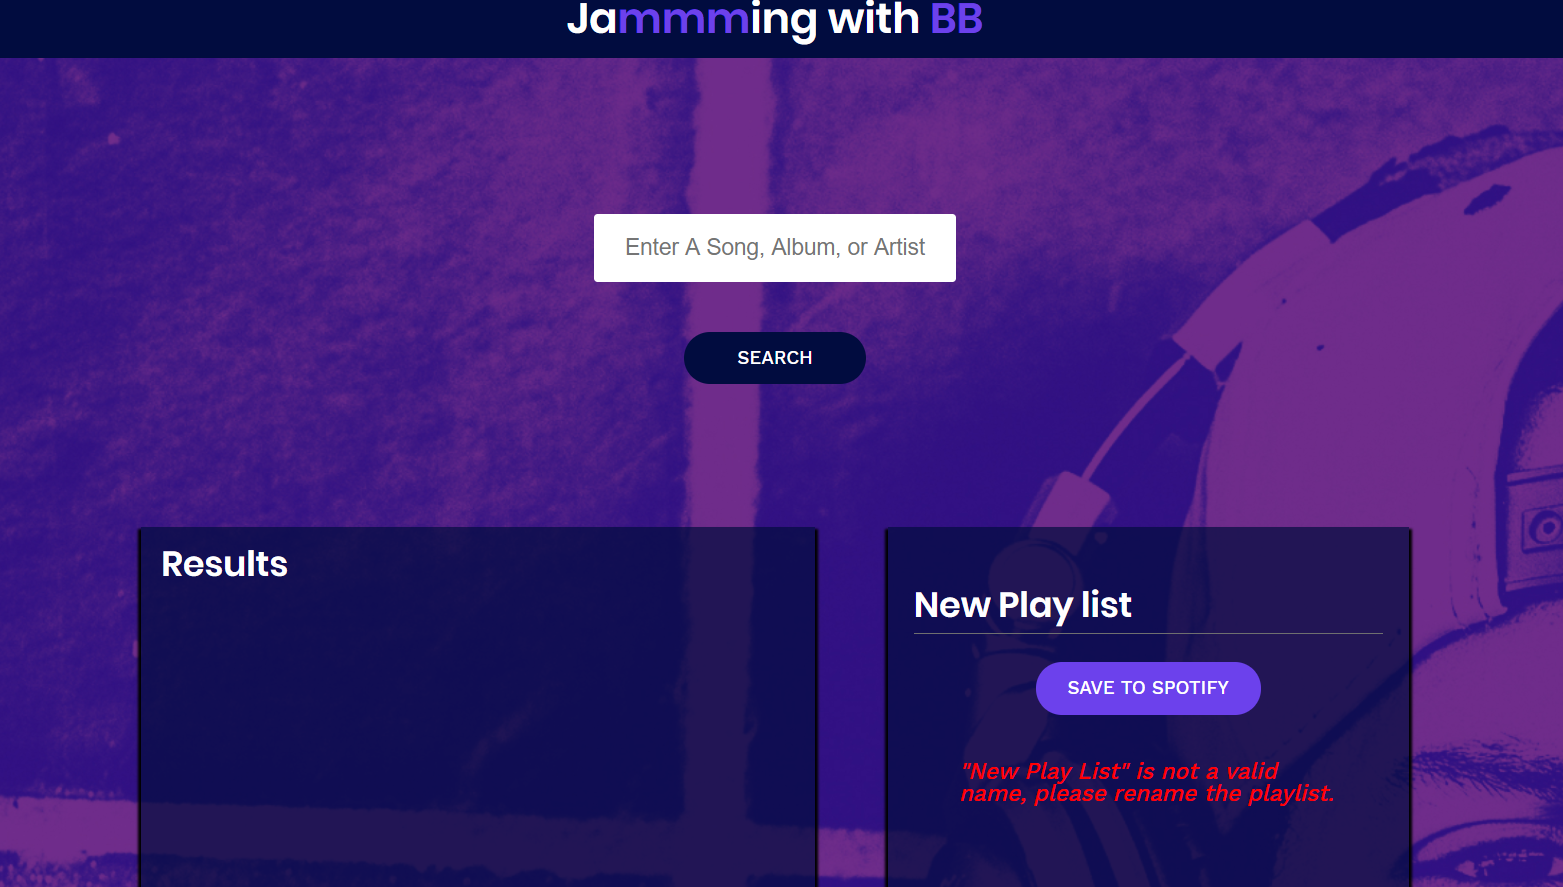 Jammming with BB
Enter A Song, Album, or Artist
SEARCH
Results
New Play list
SAVE TO SPOTIFY
"New Play List" is not a valid
name, please rename the playlist.